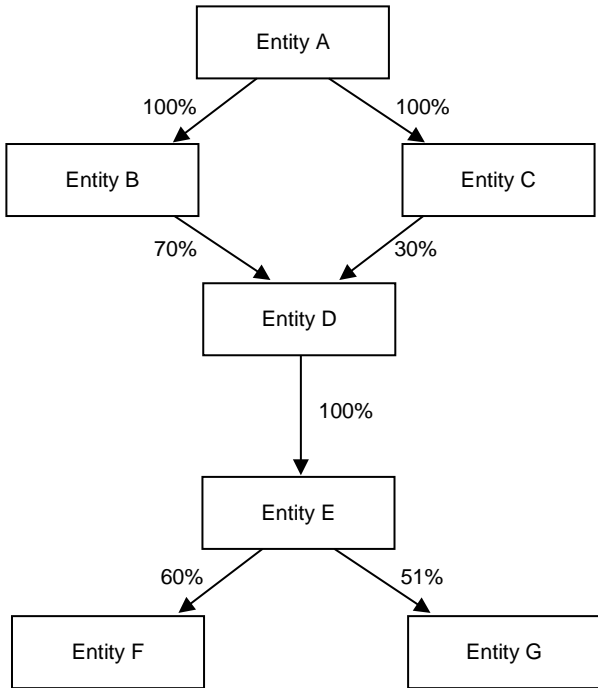 Entity A
100%
100%
Entity B
Entity C
70%
30%
Entity D
100%
Entity E
60%
51%
Entity F
Entity G